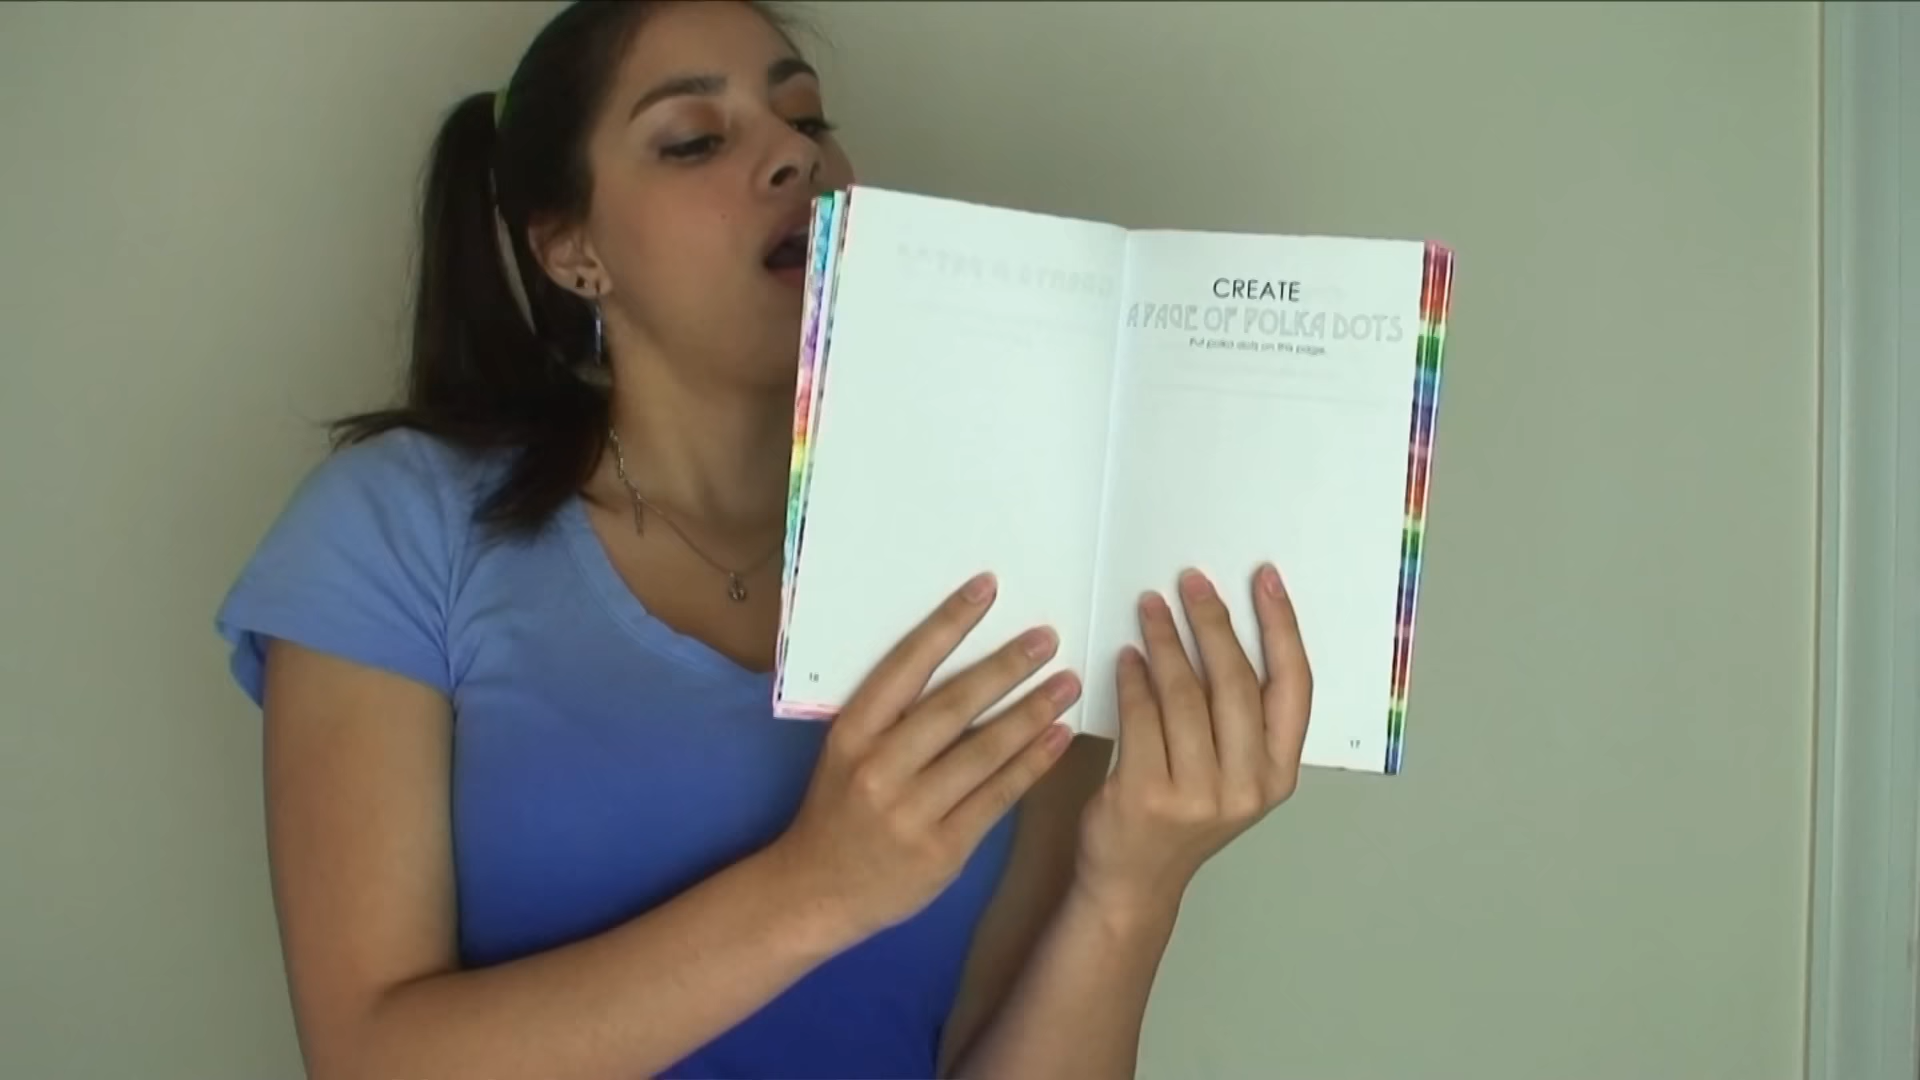 CREATE
A PAGE OF POLKA DOTS
Put polka dots on this page.
16
17